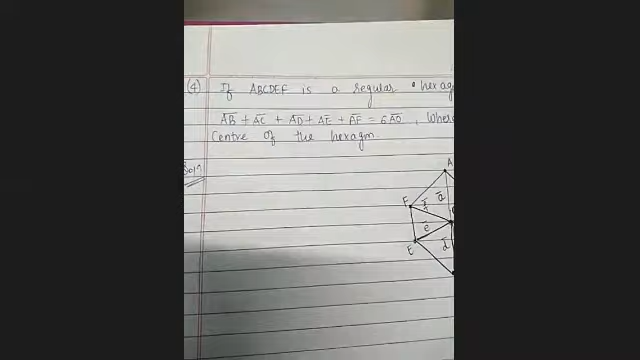 (4) If ABCDEF is a regular hexag
AB + AC + AD + AE + AF = 6AO, Where
Centre of the hexagon.
Solⁿ
A
F
f
a
e
E
d